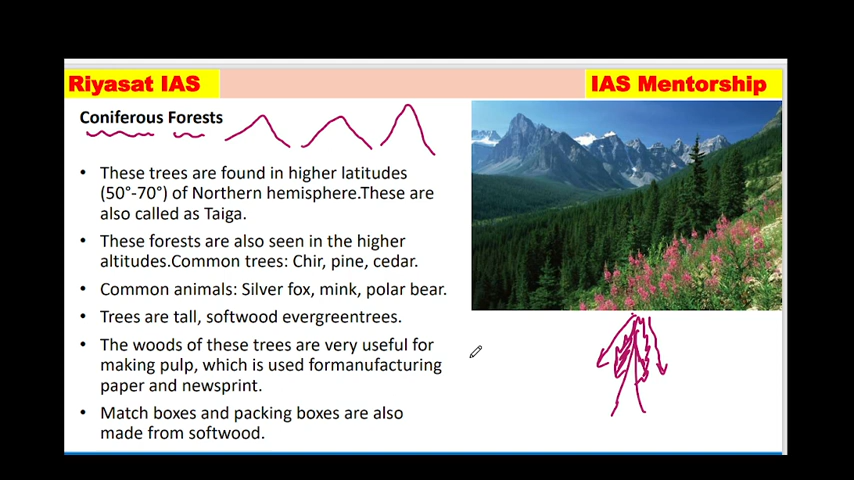 Riyasat IAS
IAS Mentorship
Coniferous Forests
• These trees are found in higher latitudes
(50°-70°) of Northern hemisphere.These are
also called as Taiga.
• These forests are also seen in the higher
altitudes.Common trees: Chir, pine, cedar.
• Common animals: Silver fox, mink, polar bear.
• Trees are tall, softwood evergreentrees.
• The woods of these trees are very useful for
making pulp, which is used formanufacturing
paper and newsprint.
• Match boxes and packing boxes are also
made from softwood.